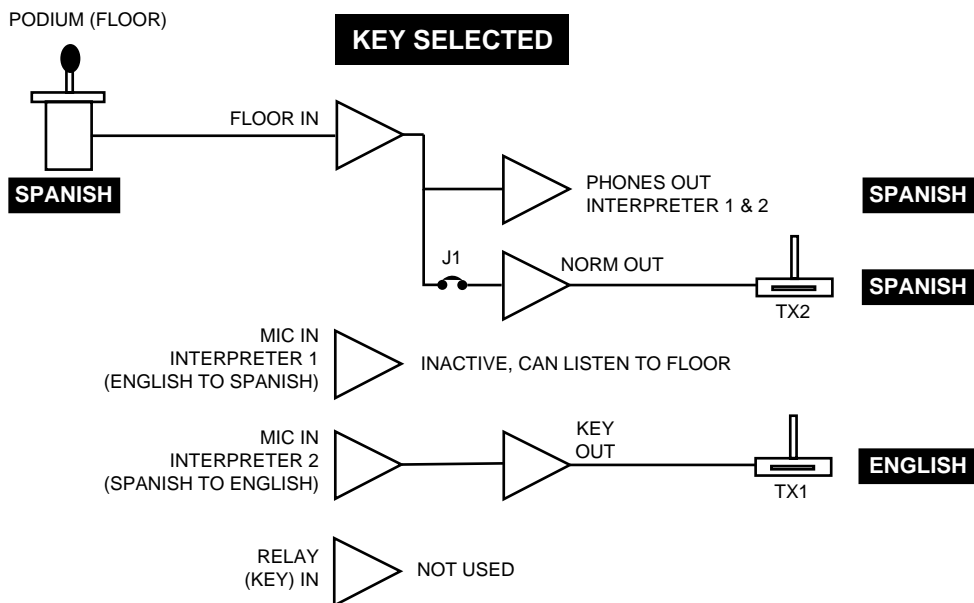 PODIUM (FLOOR)
KEY SELECTED
FLOOR IN
SPANISH
PHONES OUT
INTERPRETER 1 & 2
SPANISH
J1
NORM OUT
SPANISH
TX2
MIC IN
INTERPRETER 1
(ENGLISH TO SPANISH)
INACTIVE, CAN LISTEN TO FLOOR
MIC IN
INTERPRETER 2
(SPANISH TO ENGLISH)
KEY
OUT
ENGLISH
TX1
RELAY
(KEY) IN
NOT USED